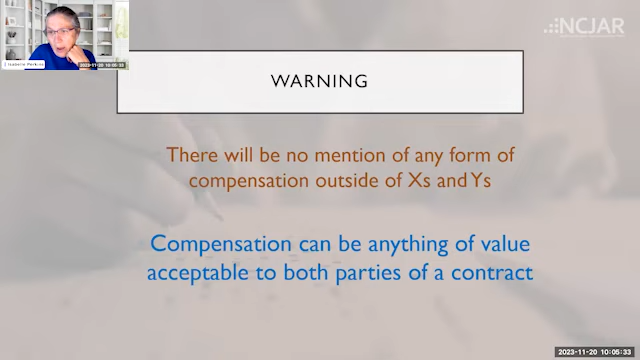 NCJAR
Isabele Perkins
2023-11-20 10:05:33
WARNING
There will be no mention of any form of
compensation outside of Xs and Ys
Compensation can be anything of value
acceptable to both parties of a contract
2023-11-20 10:05:33